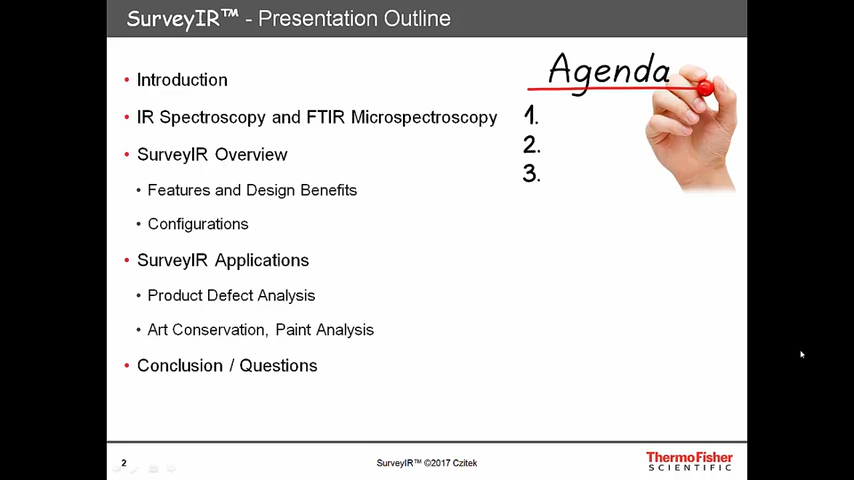 SurveyIR™ - Presentation Outline
• Introduction
• IR Spectroscopy and FTIR Microspectroscopy
• SurveyIR Overview
• Features and Design Benefits
• Configurations
• SurveyIR Applications
• Product Defect Analysis
• Art Conservation, Paint Analysis
• Conclusion / Questions
Agenda
1.
2.
3.
2
SurveyIR™ ©2017 Czitek
ThermoFisher
SCIENTIFIC